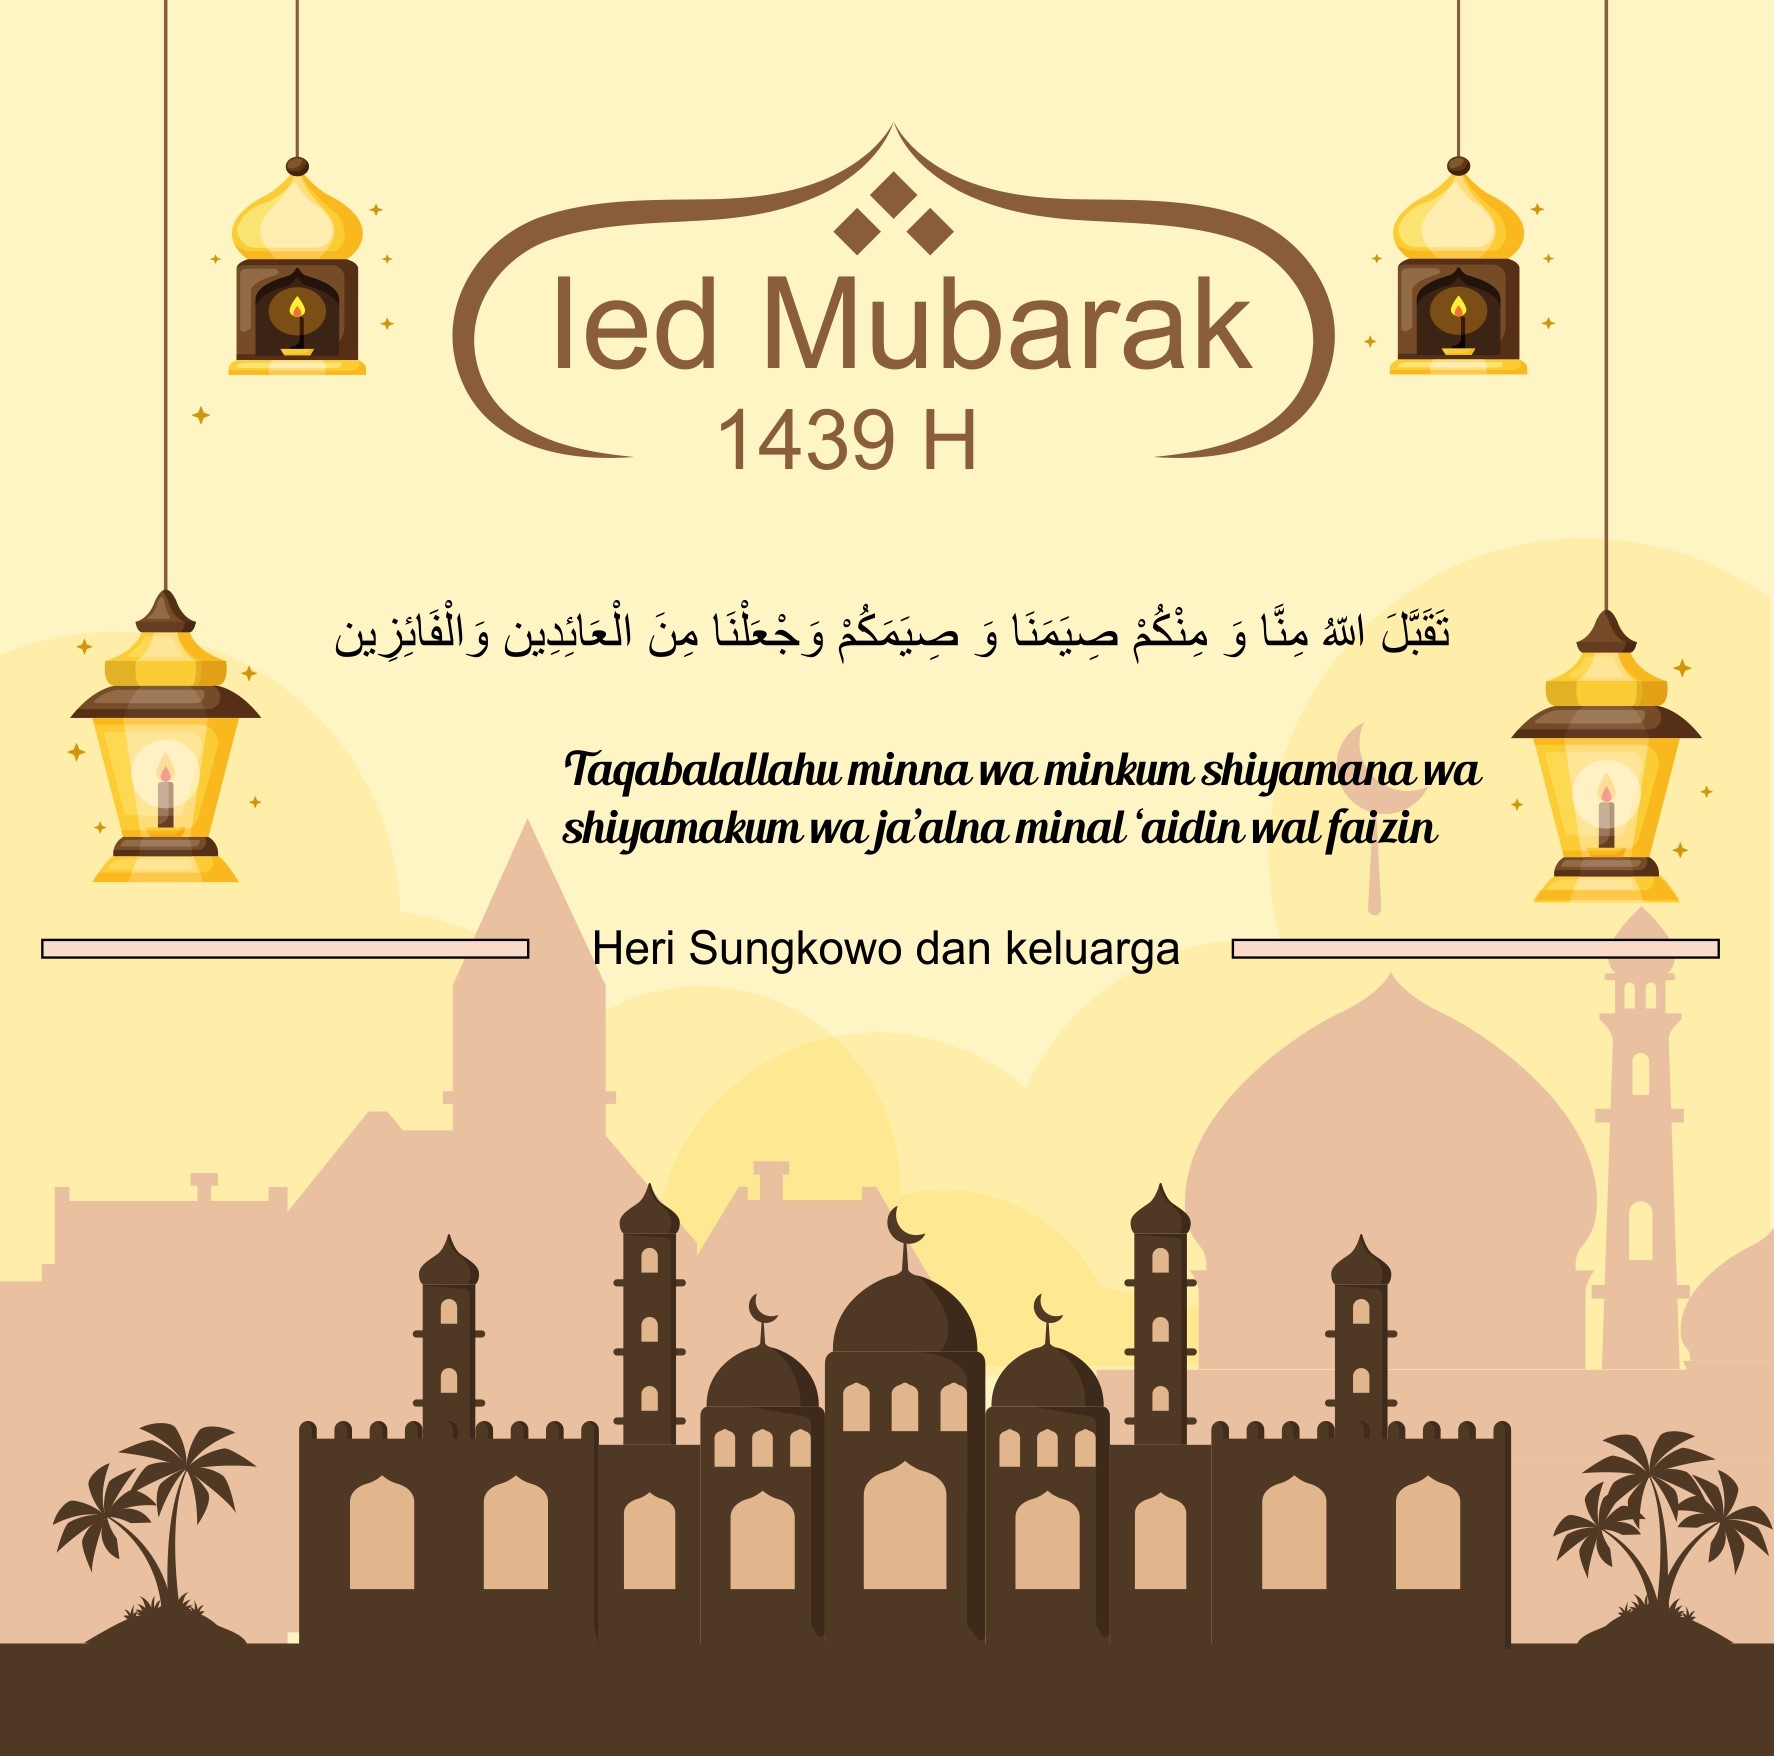 Ied Mubarak
1439 H
تَقَبَّلَ اللّٰهُ مِنَّا وَ مِنْكُمْ صِيَمَنَا وَ صِيَمَكُمْ وَجْعَلْنَا مِنَ الْعَائِدِين وَالْفَائِزِين
Taqabalallahu minna wa minkum shiyamana wa
shiyamakum wa ja’alna minal ‘aidin wal faizin
Heri Sungkowo dan keluarga